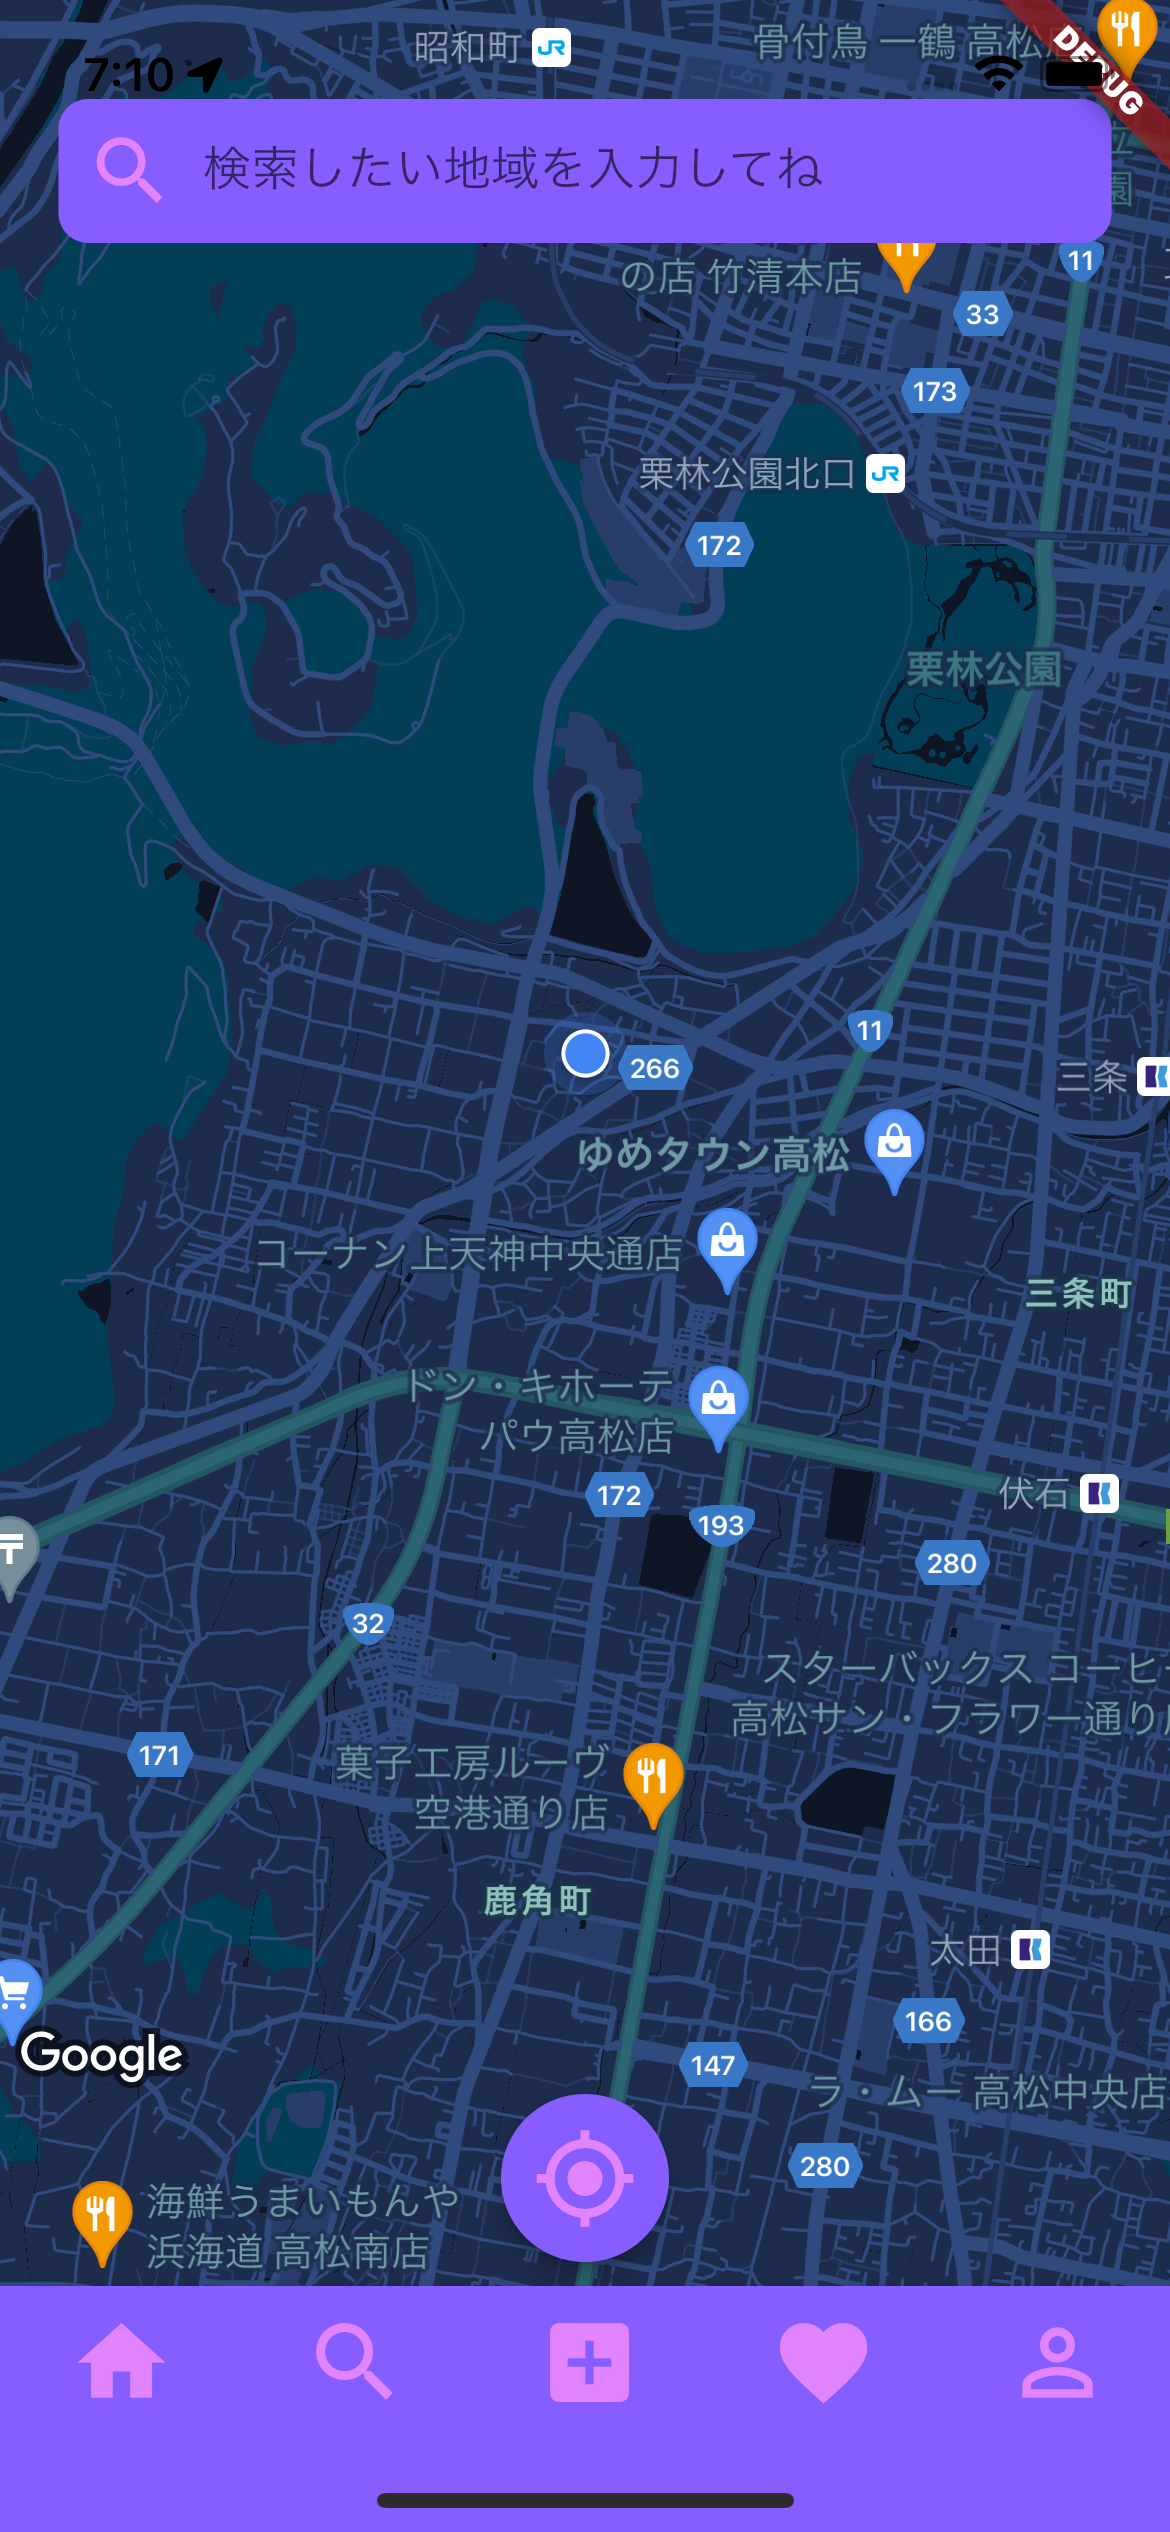 昭和町
JR
骨付鳥 一鶴 高松
DEBUG
7:10
検索したい地域を入力してね
園
の店 竹清本店
11
33
173
栗林公園北口
JR
172
栗林公園
11
266
三条
ゆめタウン高松
コーナン上天神中央通店
三条町
ドン・キホーテ
パウ高松店
伏石
172
193
280
〒
32
スターバックス コーヒー
高松サン・フラワー通り
171
菓子工房ルーヴ
空港通り店
鹿角町
太田
166
Google
147
ラ・ムー 高松中央店
280
海鮮うまいもんや
浜海道 高松南店